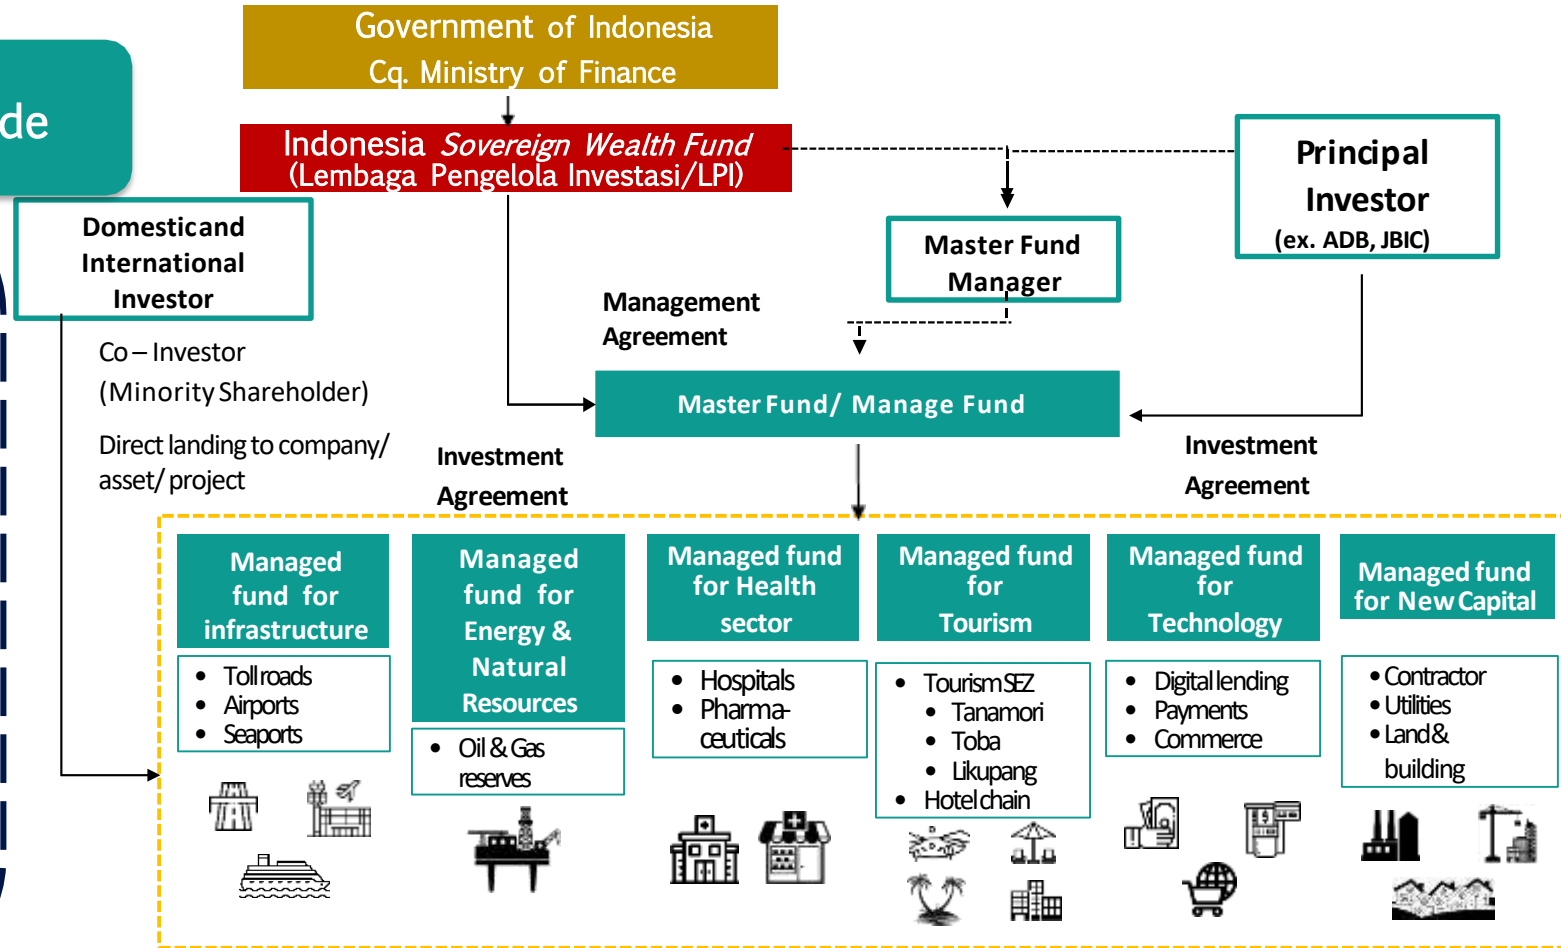 Government of Indonesia
Cq. Ministry of Finance
de
Indonesia Sovereign Wealth Fund
(Lembaga Pengelola Investasi/LPI)
Principal
Investor
(ex. ADB, JBIC)
Domesticand
International
Investor
Master Fund
Manager
Management
Agreement
Co – Investor
(Minority Shareholder)
Direct landing to company/
asset/ project
Master Fund/ Manage Fund
Investment
Agreement
Investment
Agreement
Managed
fund for
infrastructure
• Tollroads
• Airports
• Seaports
Managed
fund for
Energy &
Natural
Resources
• Oil & Gas
reserves
Managed fund
for Health
sector
• Hospitals
• Pharma-
ceuticals
Managed fund
for
Tourism
• Tourism SEZ
• Tanamori
• Toba
• Likupang
• Hotel chain
Managed fund
for
Technology
• Digital lending
• Payments
• Commerce
Managed fund
for New Capital
• Contractor
• Utilities
• Land &
building